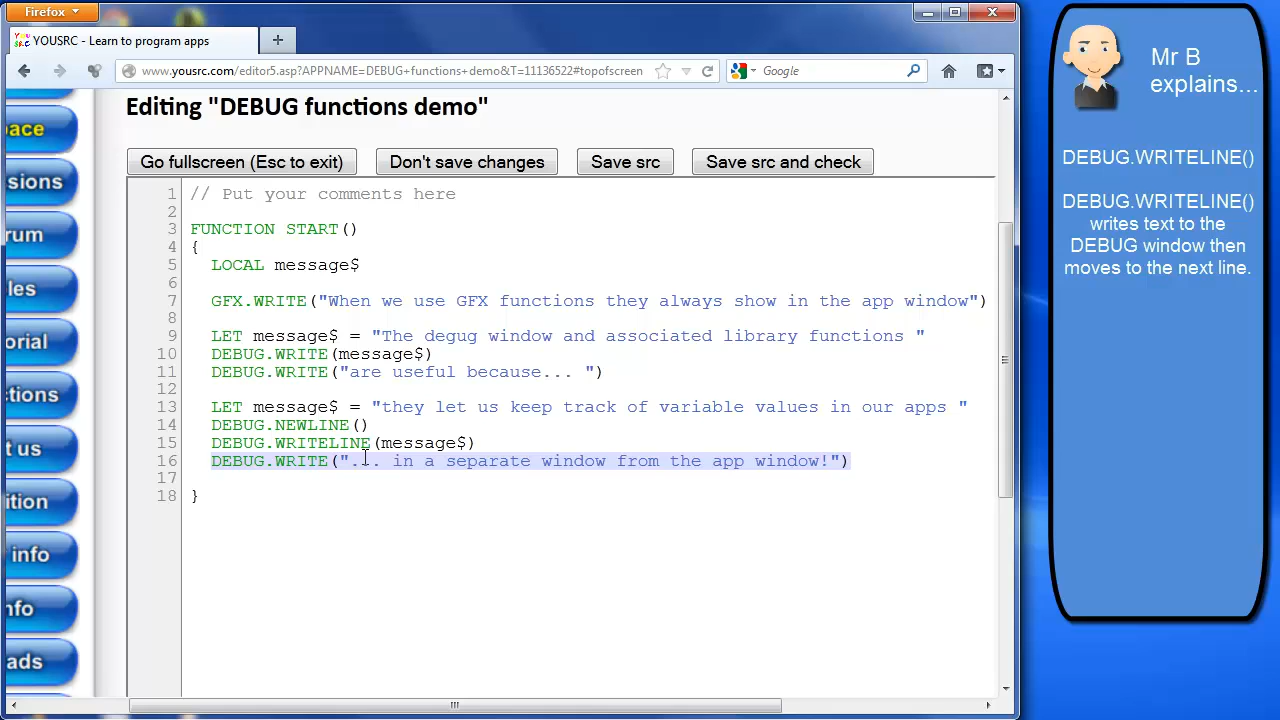 Firefox
YOUSRC - Learn to program apps
www.yousrc.com/editor5.asp?APPNAME=DEBUG+functions+demo&T=11136522#topofscreen
Google
Editing "DEBUG functions demo"
Go fullscreen (Esc to exit) Don't save changes Save src Save src and check
pace
sions
rum
les
orial
ctions
t us
ition
info
nfo
ads
1 // Put your comments here
2
3 FUNCTION START()
4 {
5 LOCAL message$
6
7 GFX.WRITE("When we use GFX functions they always show in the app window")
8
9 LET message$ = "The degug window and associated library functions "
10 DEBUG.WRITE(message$)
11 DEBUG.WRITE("are useful because... ")
12
13 LET message$ = "they let us keep track of variable values in our apps "
14 DEBUG.NEWLINE()
15 DEBUG.WRITELINE(message$)
16 DEBUG.WRITE("... in a separate window from the app window!")
17
18 }
Mr B
explains...
DEBUG.WRITELINE()
DEBUG.WRITELINE()
writes text to the
DEBUG window then
moves to the next line.